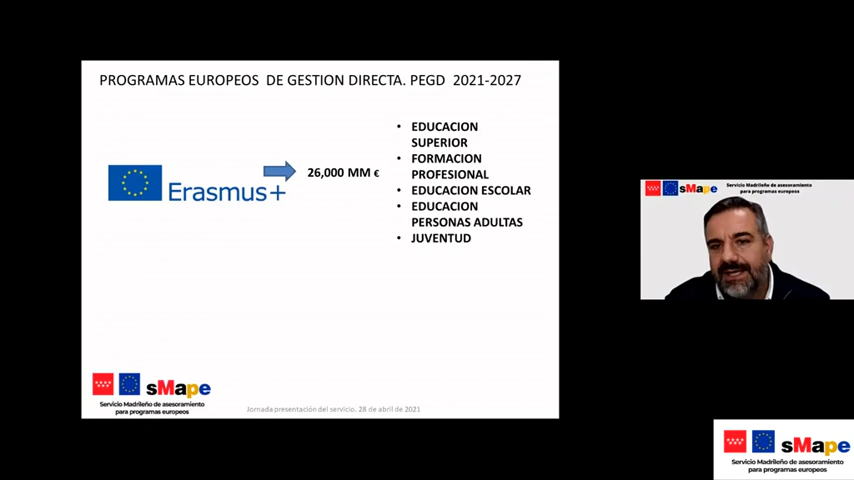 PROGRAMAS EUROPEOS DE GESTION DIRECTA. PEGD 2021-2027
Erasmus+
26,000 MM €
• EDUCACION
SUPERIOR
• FORMACION
PROFESIONAL
• EDUCACION ESCOLAR
• EDUCACION
PERSONAS ADULTAS
• JUVENTUD
sMape
Servicio Madrileño de asesoramiento
para programas europeos
Jornada presentación del servicio. 28 de abril de 2021
sMape
Servicio Madrileño de asesoramiento
para programas europeos
sMape
Servicio Madrileño de asesoramiento
para programas europeos